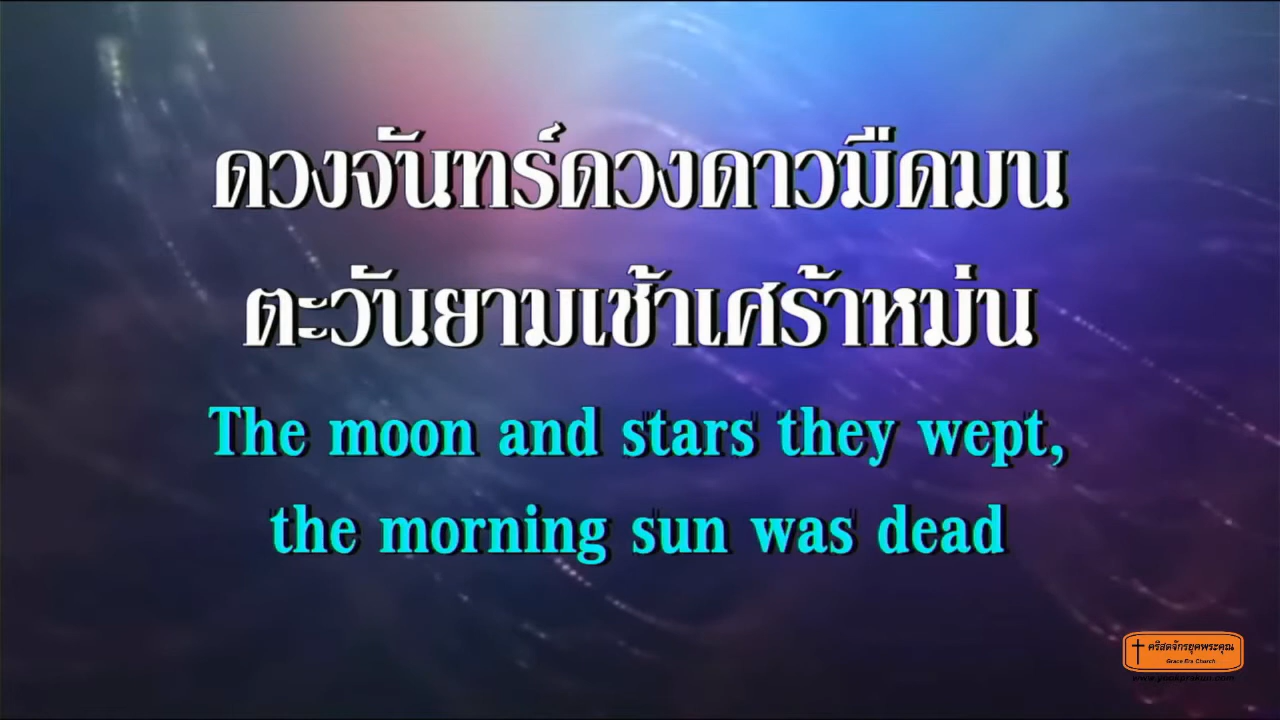 ดวงจันทร์ดวงดาวมืดมน
ตะวันยามเช้าเศร้าหม่น
The moon and stars they wept,
the morning sun was dead
คริสตจักรยุคพระคุณ
Grace Era Church